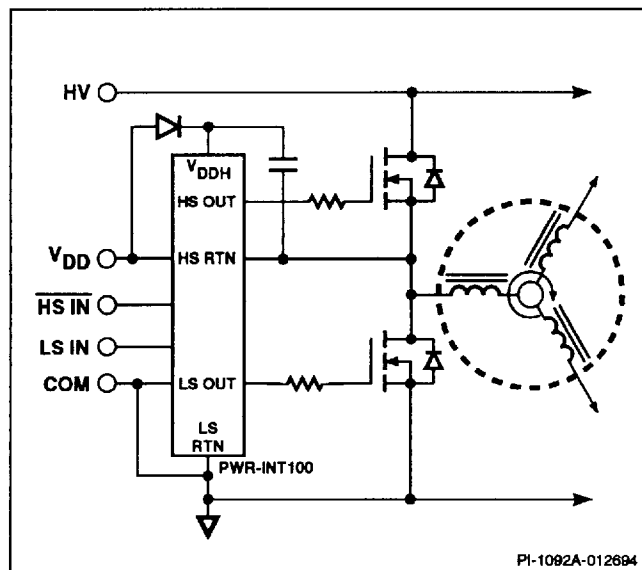 HV
VDDH
HS OUT
VDD
HS RTN
HS IN
LS IN
COM
LS OUT
LS
RTN
PWR-INT100
PI-1092A-012694